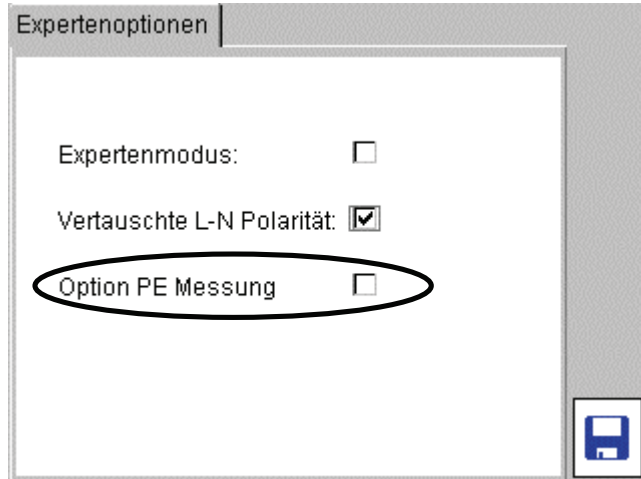 Expertenoptionen
Expertenmodus:
Vertauschte L-N Polarität:
Option PE Messung